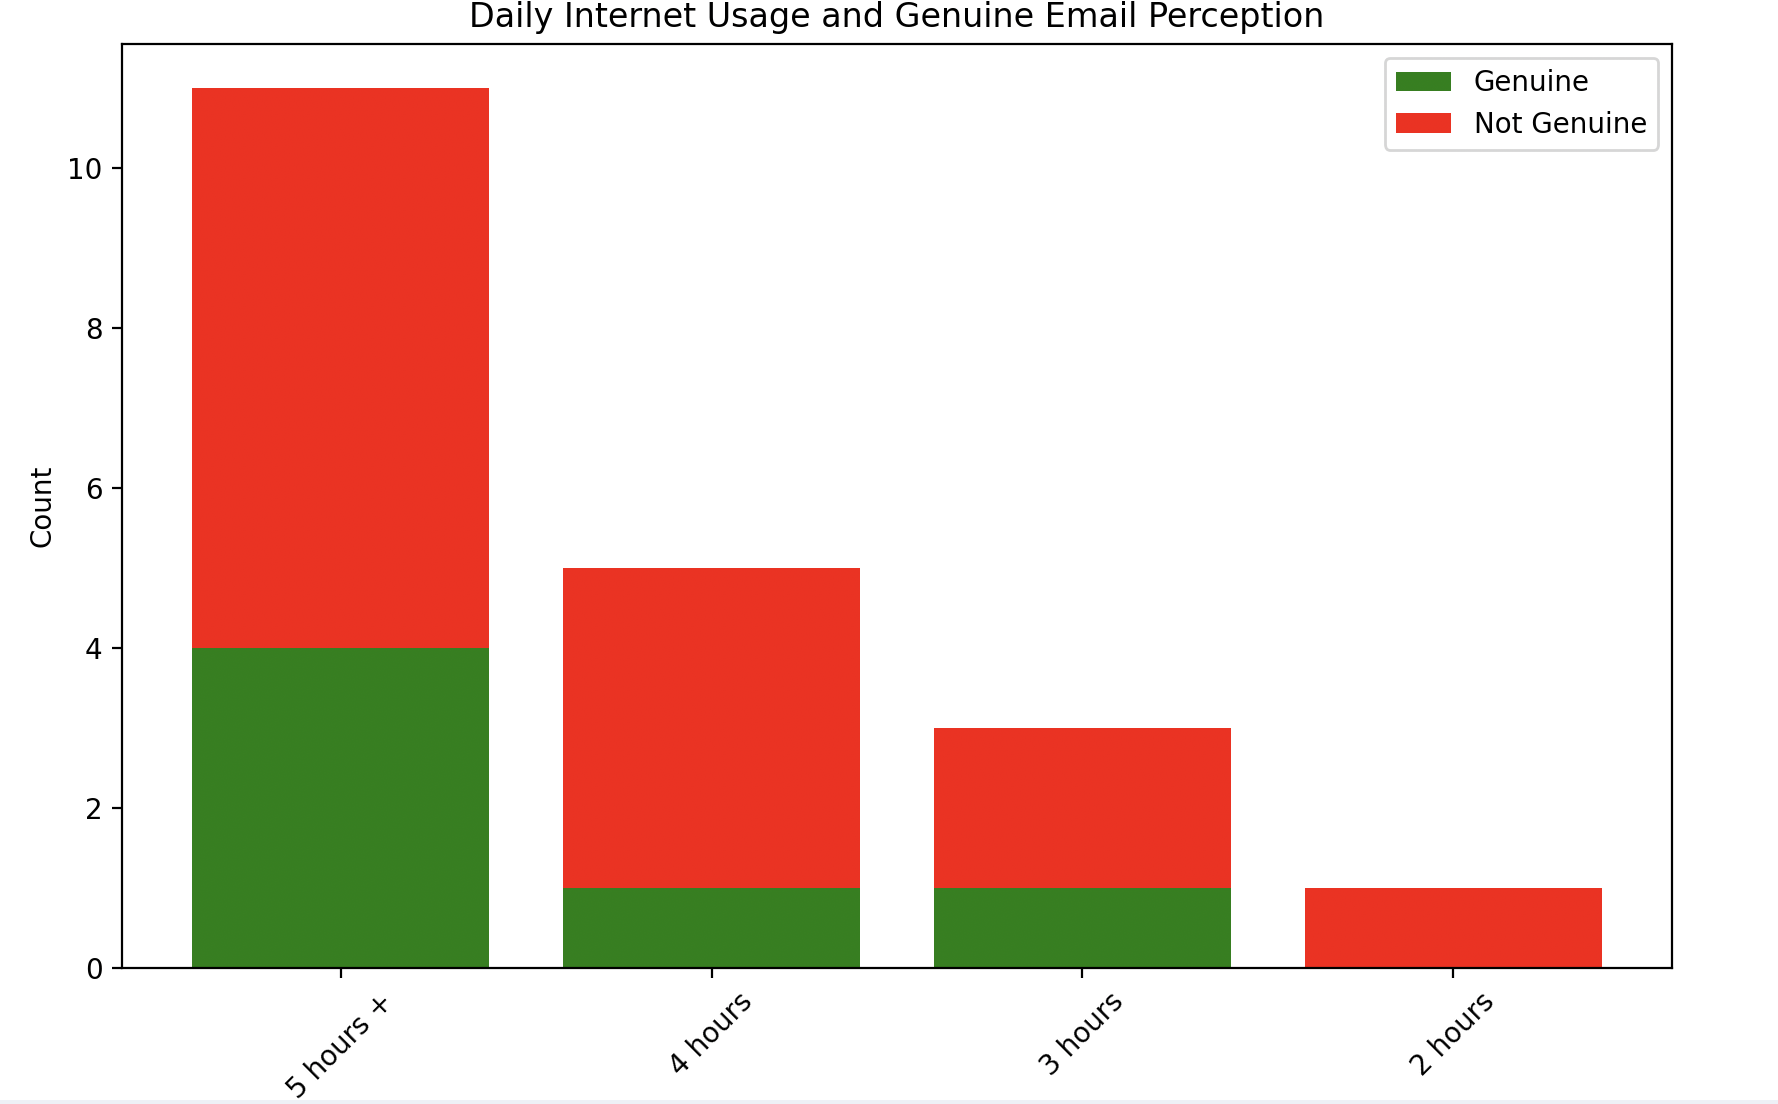 Daily Internet Usage and Genuine Email Perception
Genuine
Not Genuine
Count
10
8
6
4
2
0
5 hours +
4 hours
3 hours
2 hours